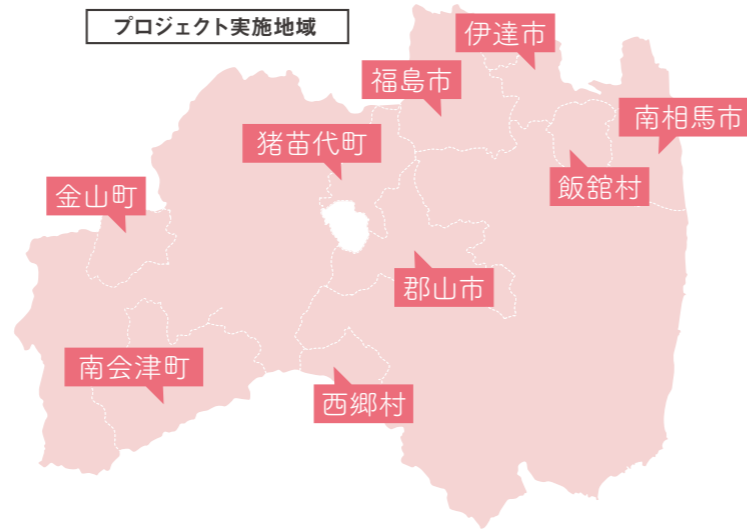 プロジェクト実施地域
伊達市
福島市
南相馬市
猪苗代町
飯舘村
金山町
郡山市
南会津町
西郷村